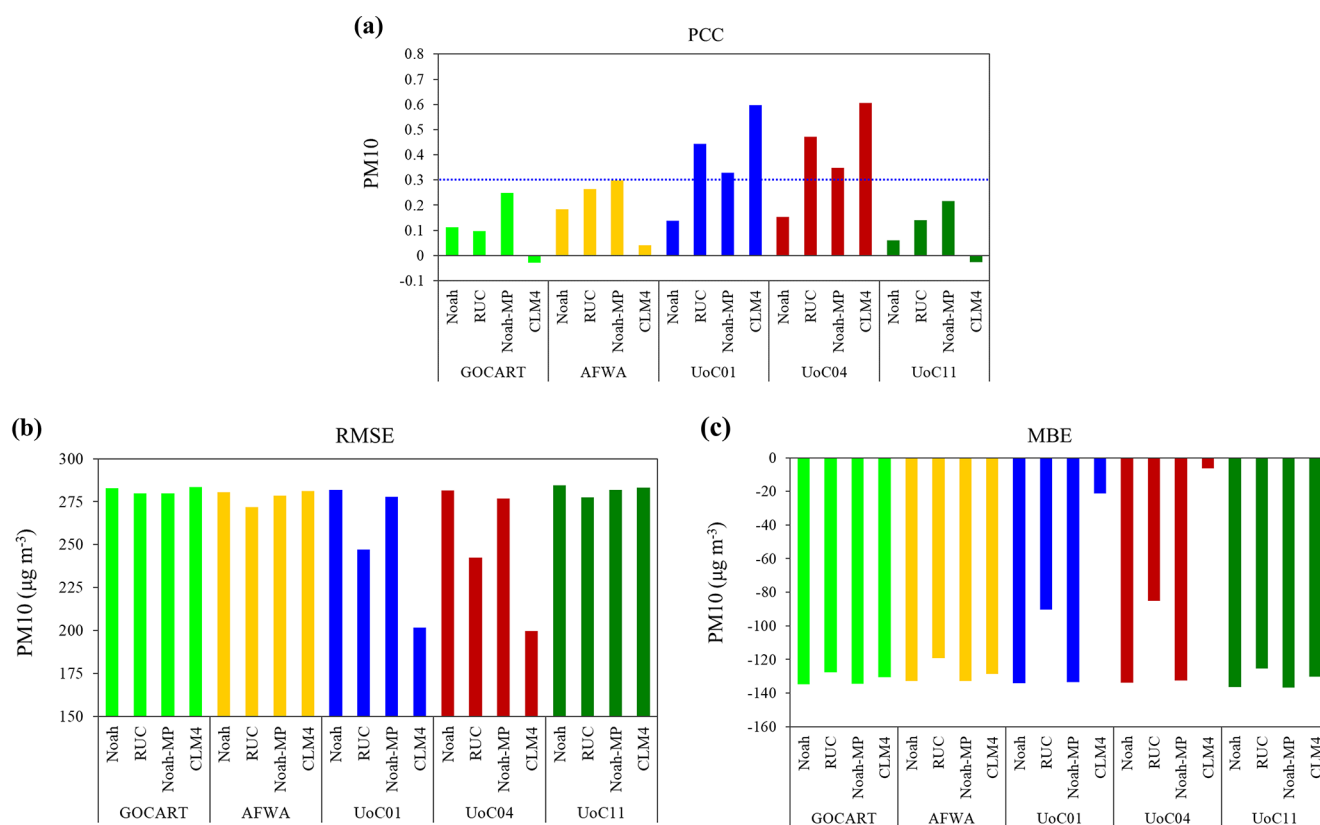 (a)
PCC
PM10
0.8
0.7
0.6
0.5
0.4
0.3
0.2
0.1
0
-0.1
Noah RUC Noah-MP CLM4 Noah RUC Noah-MP CLM4 Noah RUC Noah-MP CLM4 Noah RUC Noah-MP CLM4 Noah RUC Noah-MP CLM4
GOCART AFWA UoC01 UoC04 UoC11
(b)
RMSE
PM10 (µg m-3)
300
275
250
225
200
175
150
Noah RUC Noah-MP CLM4 Noah RUC Noah-MP CLM4 Noah RUC Noah-MP CLM4 Noah RUC Noah-MP CLM4 Noah RUC Noah-MP CLM4
GOCART AFWA UoC01 UoC04 UoC11
(c)
MBE
PM10 (µg m-3)
0
-20
-40
-60
-80
-100
-120
-140
-160
Noah RUC Noah-MP CLM4 Noah RUC Noah-MP CLM4 Noah RUC Noah-MP CLM4 Noah RUC Noah-MP CLM4 Noah RUC Noah-MP CLM4
GOCART AFWA UoC01 UoC04 UoC11